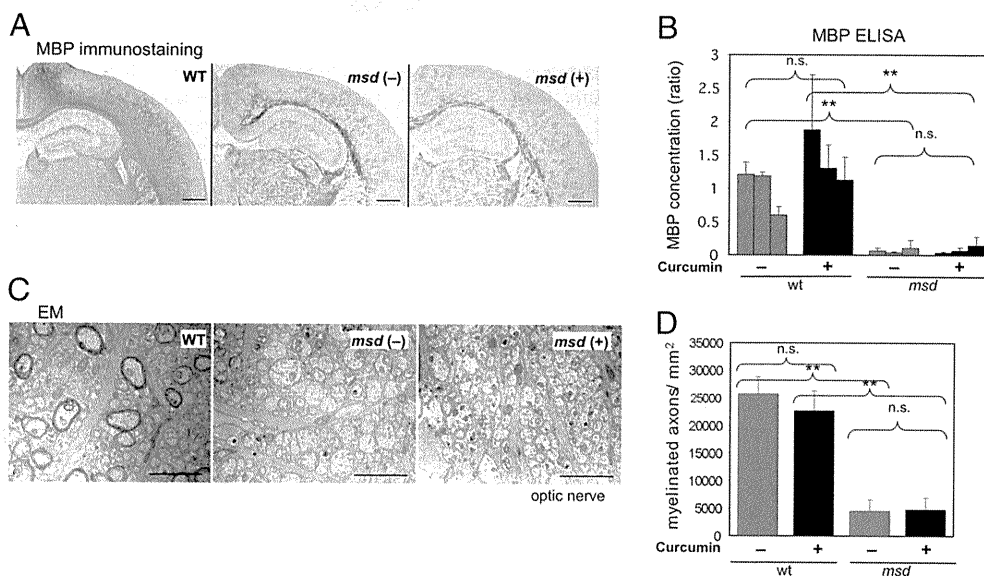 A
MBP immunostaining
WT
msd (–)
msd (+)
B
MBP ELISA
MBP concentration (ratio)
3
2.5
2
1.5
1
0.5
0
n.s.
**
**
n.s.
Curcumin – + – +
wt msd
C
EM
WT
msd (–)
msd (+)
optic nerve
D
myelinated axons/ mm²
35000
30000
25000
20000
15000
10000
5000
0
n.s.
**
**
n.s.
Curcumin – + – +
wt msd